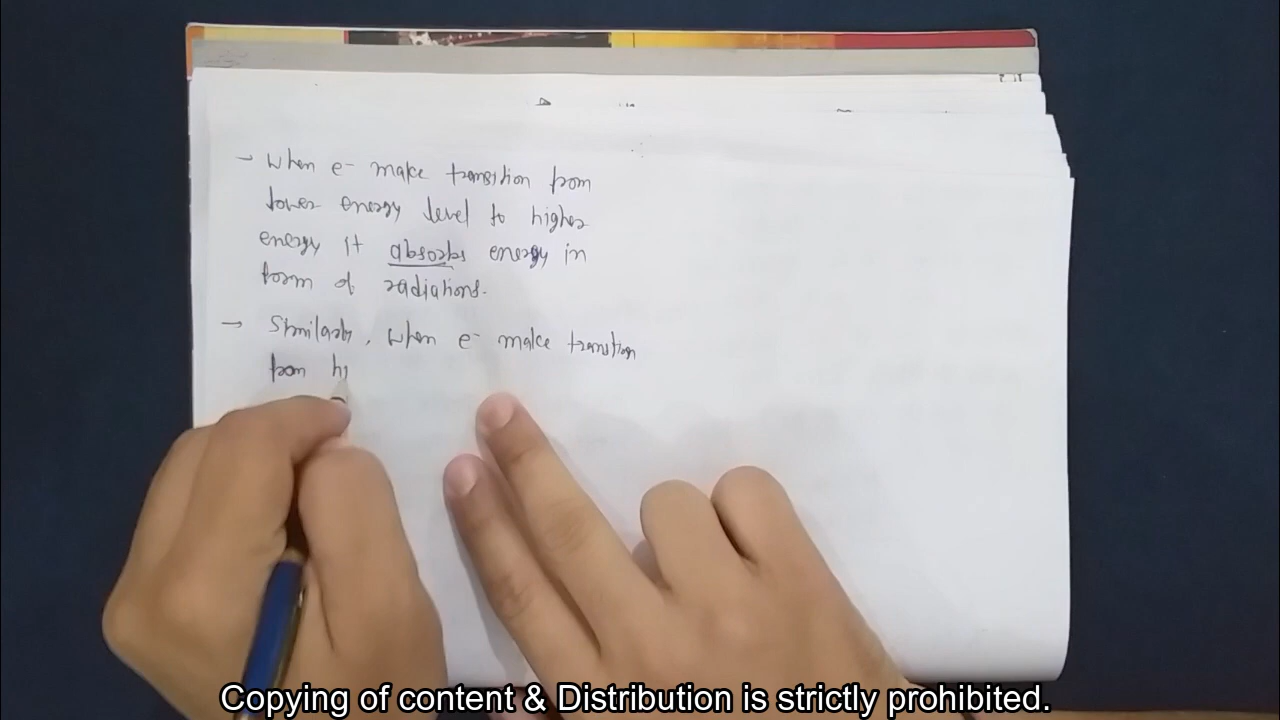 → When e- make transition from
lower energy level to higher
energy it absorbs energy in
form of radiations.
→ Similarly, when e- make transition
from hi
Copying of content & Distribution is strictly prohibited.